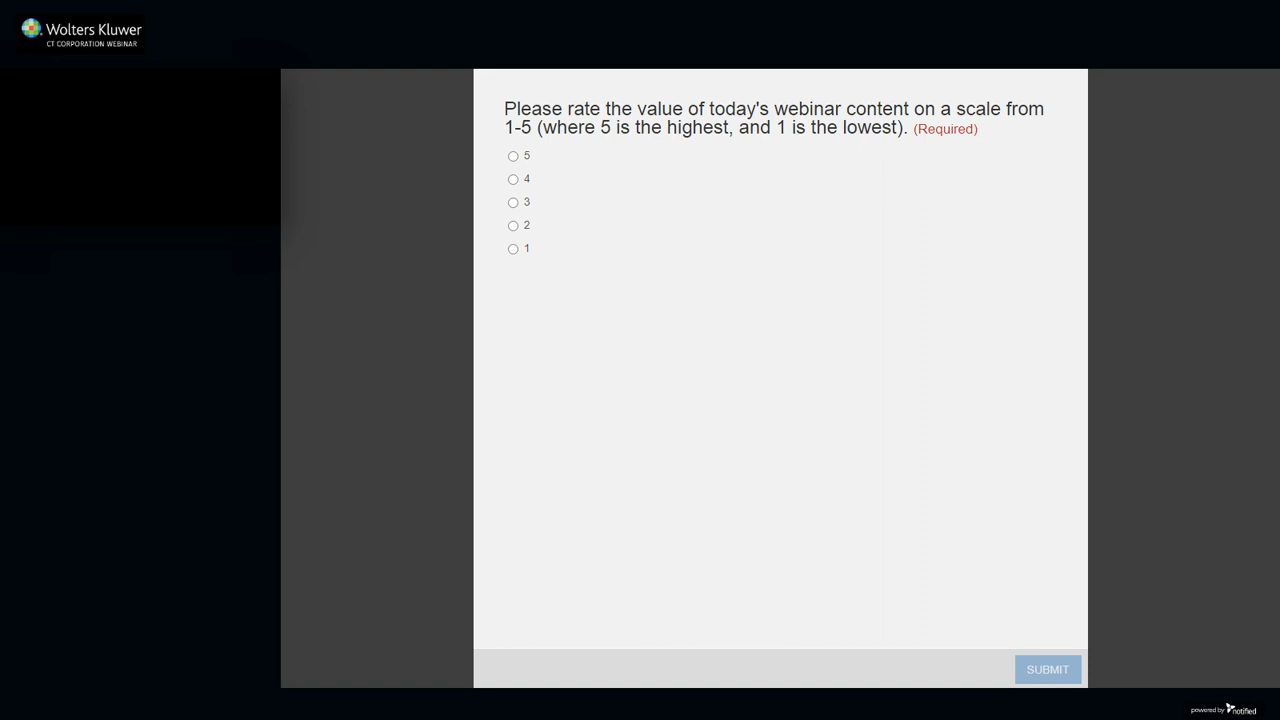 Wolters Kluwer
CT CORPORATION WEBINAR
Please rate the value of today's webinar content on a scale from
1-5 (where 5 is the highest, and 1 is the lowest). (Required)
5
4
3
2
1
SUBMIT
powered by notified